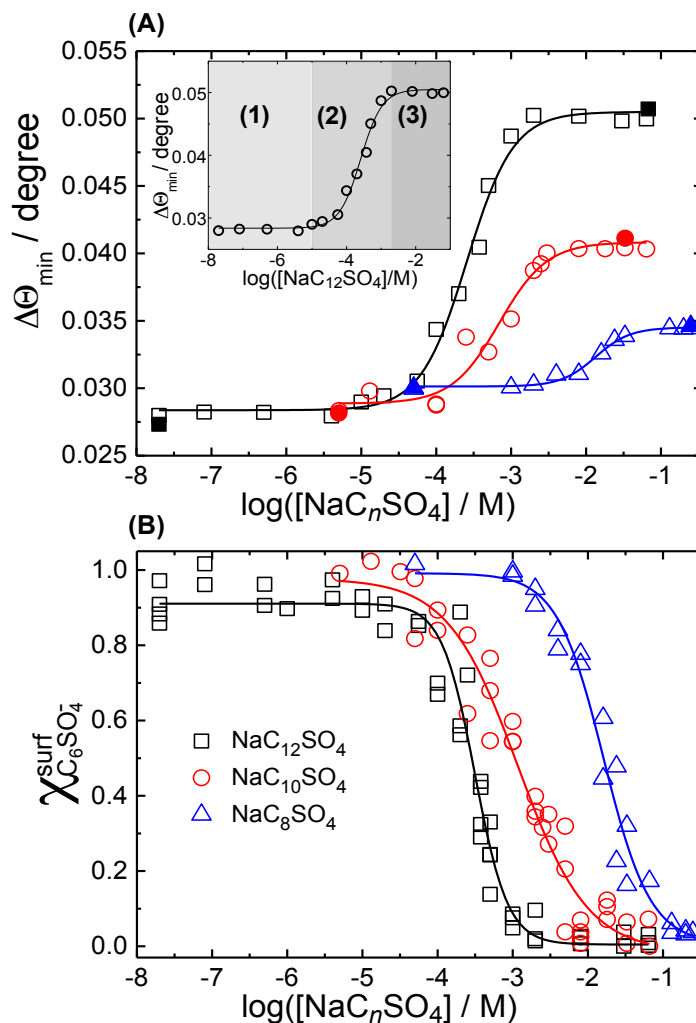 (A)
0.055
0.050
0.045
0.040
0.035
0.030
0.025
ΔΘmin / degree
0.05
0.04
0.03
ΔΘmin / degree
(1)
(2)
(3)
-8 -6 -4 -2
log([NaC12SO4]/M)
-8 -7 -6 -5 -4 -3 -2 -1
log([NaCnSO4] / M)
(B)
1.0
0.8
0.6
0.4
0.2
0.0
χ surf C6SO4-
NaC12SO4
NaC10SO4
NaC8SO4
-8 -7 -6 -5 -4 -3 -2 -1
log([NaCnSO4] / M)